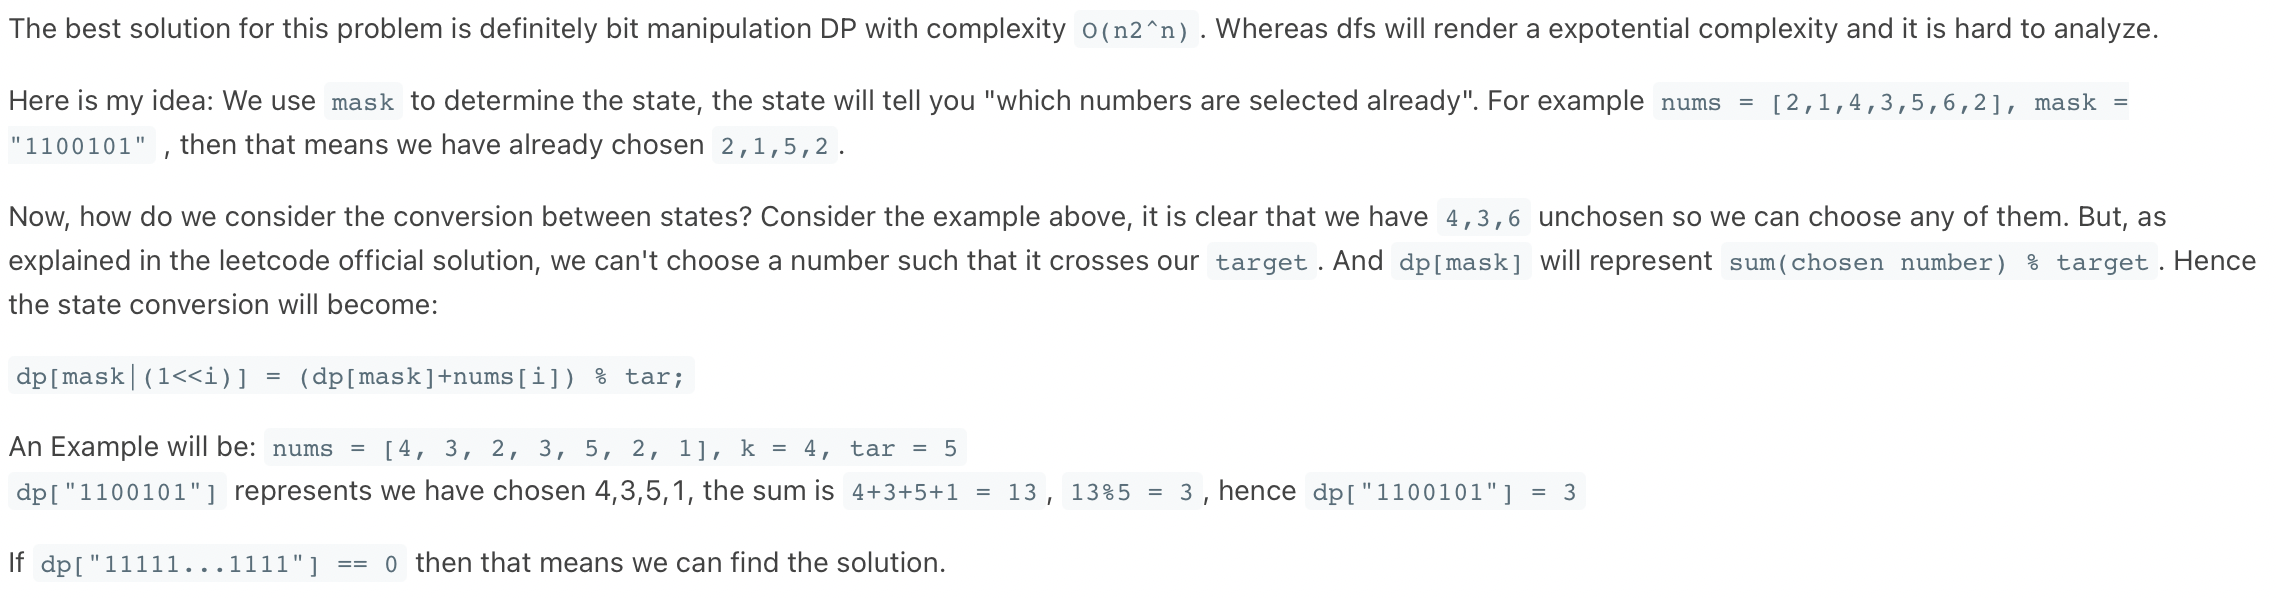 The best solution for this problem is definitely bit manipulation DP with complexity O(n2^n) . Whereas dfs will render a expotential complexity and it is hard to analyze.
Here is my idea: We use mask to determine the state, the state will tell you "which numbers are selected already". For example nums = [2,1,4,3,5,6,2], mask =
"1100101" , then that means we have already chosen 2,1,5,2 .
Now, how do we consider the conversion between states? Consider the example above, it is clear that we have 4,3,6 unchosen so we can choose any of them. But, as
explained in the leetcode official solution, we can't choose a number such that it crosses our target . And dp[mask] will represent sum(chosen number) % target . Hence
the state conversion will become:
dp[mask|(1<<i)] = (dp[mask]+nums[i]) % tar;
An Example will be: nums = [4, 3, 2, 3, 5, 2, 1], k = 4, tar = 5
dp["1100101"] represents we have chosen 4,3,5,1, the sum is 4+3+5+1 = 13 , 13%5 = 3 , hence dp["1100101"] = 3
If dp["11111...1111"] == 0 then that means we can find the solution.